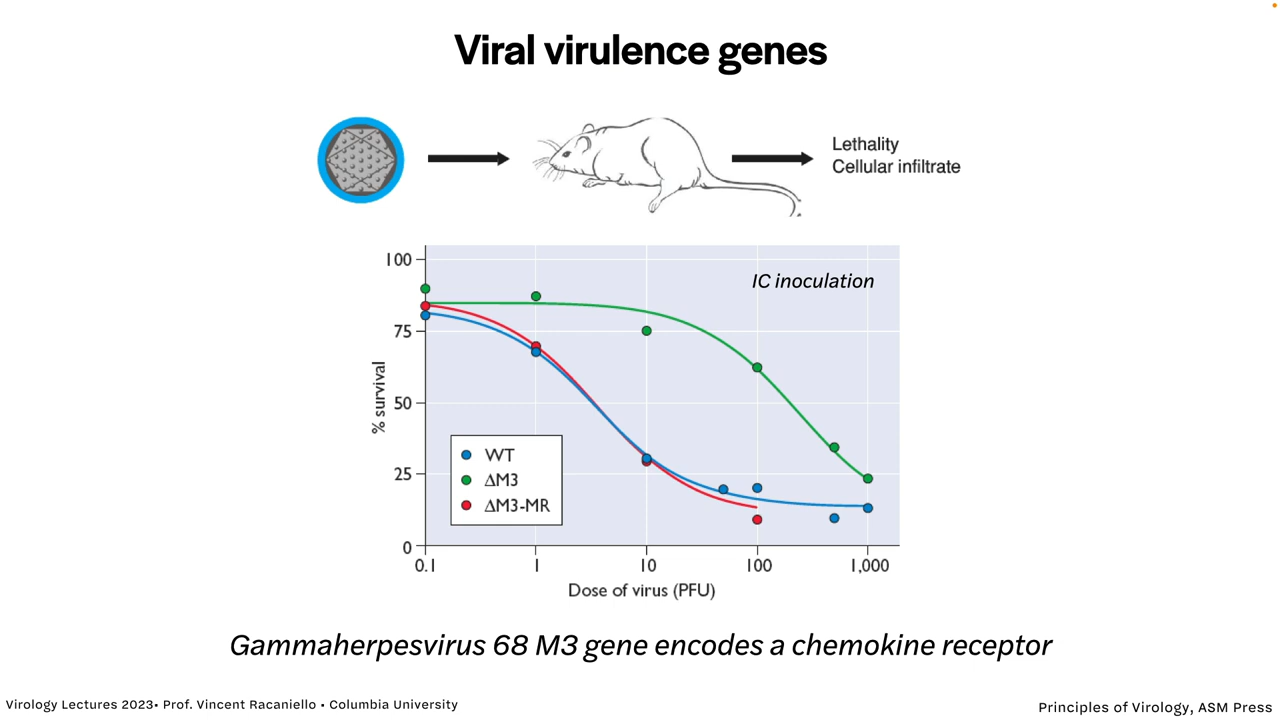 Viral virulence genes
Lethality
Cellular infiltrate
IC inoculation
100
75
50
25
0
% survival
WT
ΔM3
ΔM3-MR
0.1
1
10
100
1,000
Dose of virus (PFU)
Gammaherpesvirus 68 M3 gene encodes a chemokine receptor
Virology Lectures 2023• Prof. Vincent Racaniello • Columbia University
Principles of Virology, ASM Press